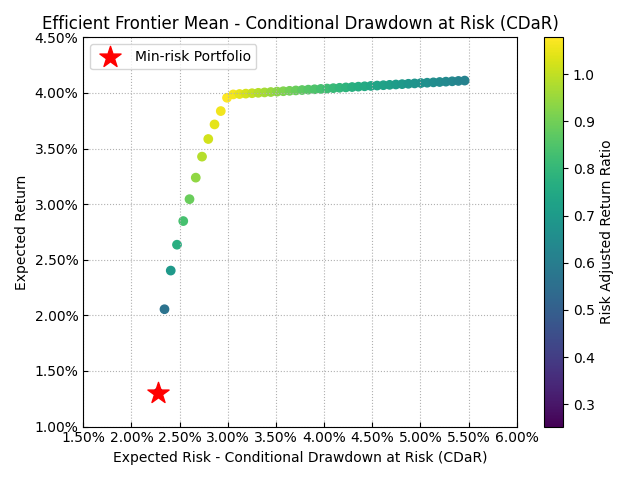 Efficient Frontier Mean - Conditional Drawdown at Risk (CDaR)
Min-risk Portfolio
4.50%
4.00%
3.50%
3.00%
2.50%
2.00%
1.50%
1.00%
Expected Return
1.50% 2.00% 2.50% 3.00% 3.50% 4.00% 4.50% 5.00% 5.50% 6.00%
Expected Risk - Conditional Drawdown at Risk (CDaR)
1.0
0.9
0.8
0.7
0.6
0.5
0.4
0.3
Risk Adjusted Return Ratio